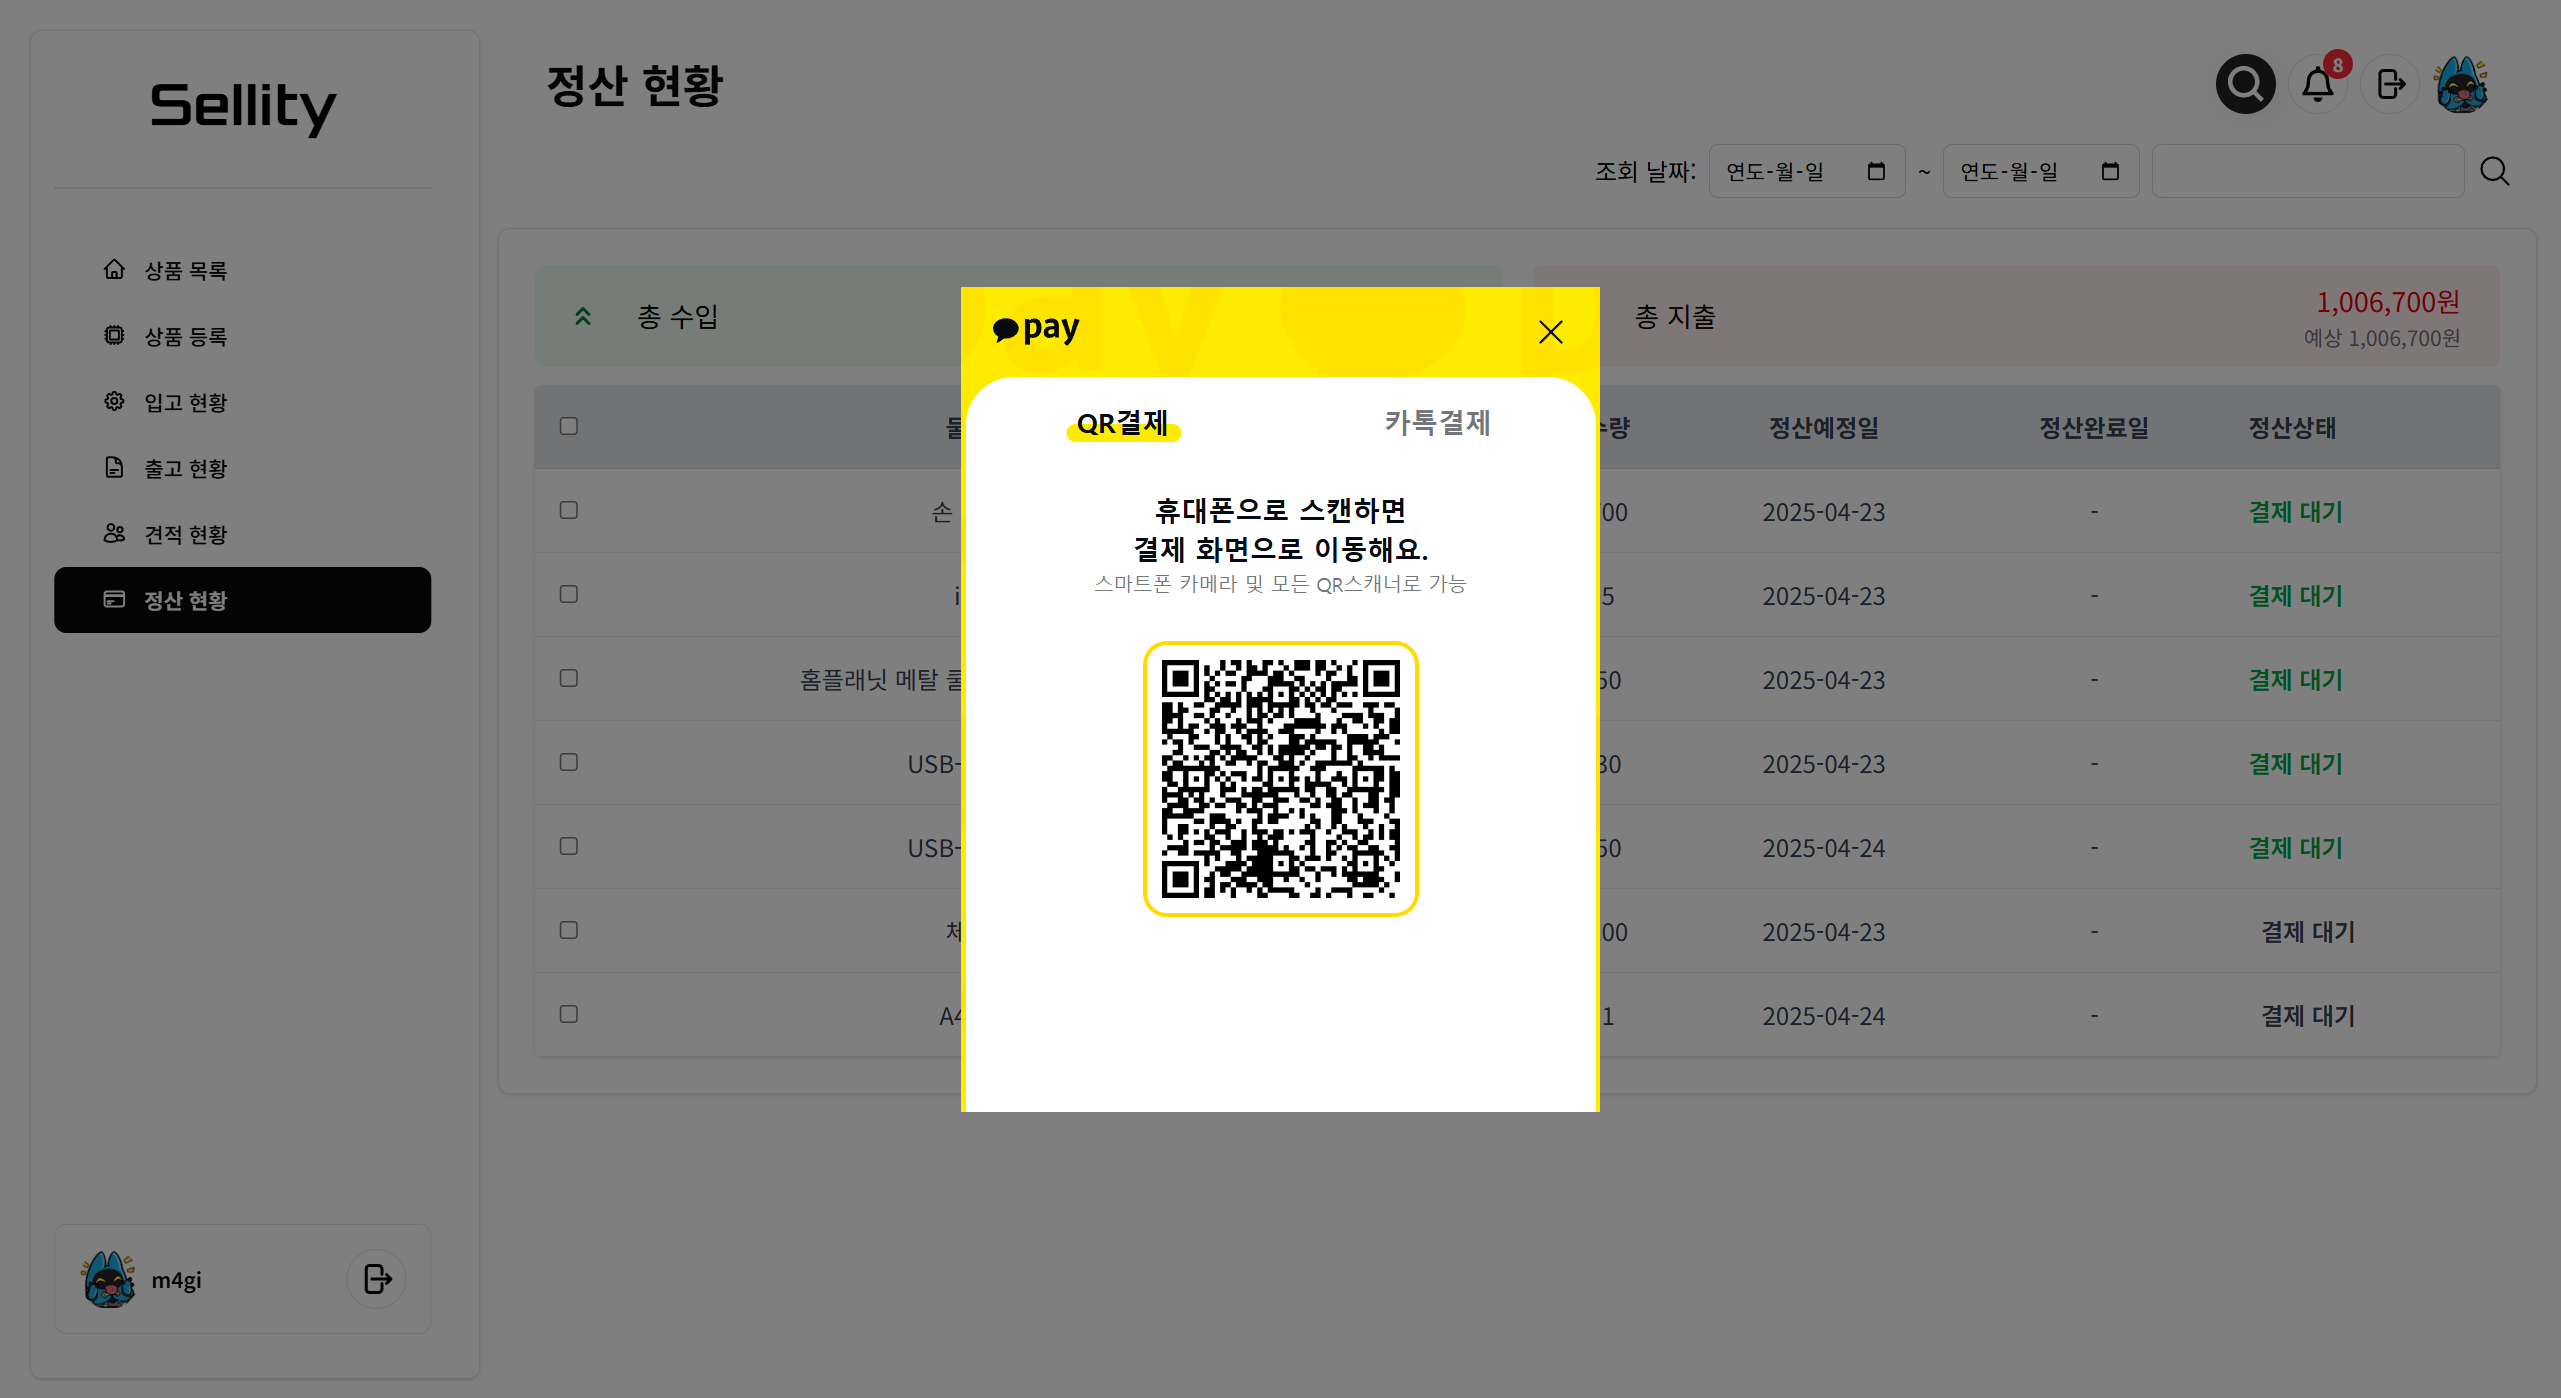 Sellity
상품 목록
상품 등록
입고 현황
출고 현황
견적 현황
정산 현황
m4gi
정산 현황
8
조회 날짜: 연도-월-일 ~ 연도-월-일
총 수입
총 지출
1,006,700원
예상 1,006,700원
정산예정일 정산완료일 정산상태
손 00 2025-04-23 - 결제 대기
5 2025-04-23 - 결제 대기
홈플래닛 메탈 50 2025-04-23 - 결제 대기
USB- 30 2025-04-23 - 결제 대기
USB- 50 2025-04-24 - 결제 대기
00 2025-04-23 - 결제 대기
A4 1 2025-04-24 - 결제 대기
pay
QR결제 카톡결제
휴대폰으로 스캔하면
결제 화면으로 이동해요.
스마트폰 카메라 및 모든 QR스캐너로 가능